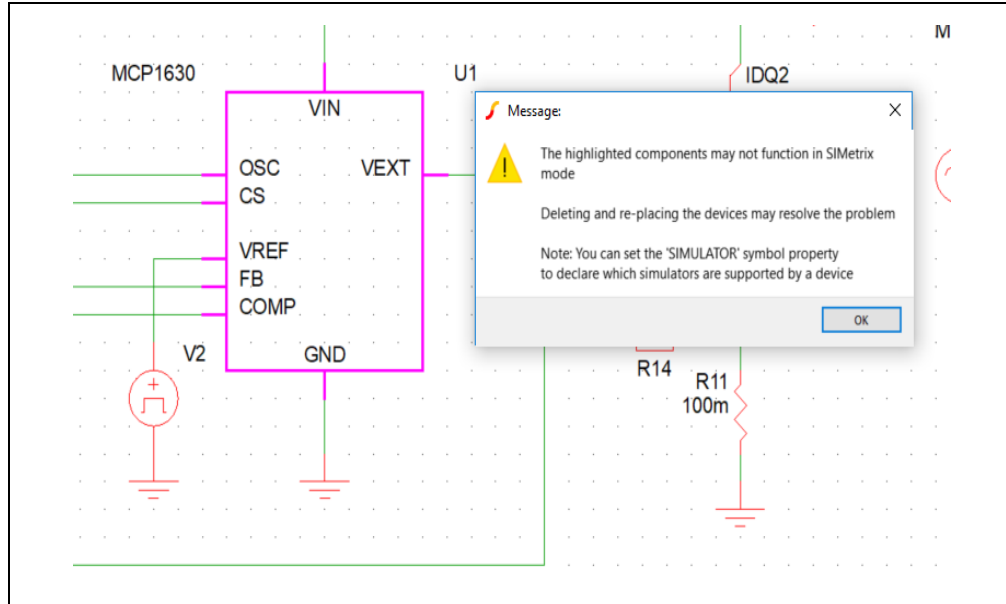 M
MCP1630
U1
IDQ2
VIN
OSC
VEXT
CS
VREF
FB
COMP
V2
GND
Message:
The highlighted components may not function in SIMetrix
mode
Deleting and re-placing the devices may resolve the problem
Note: You can set the 'SIMULATOR' symbol property
to declare which simulators are supported by a device
OK
R14
R11
100m